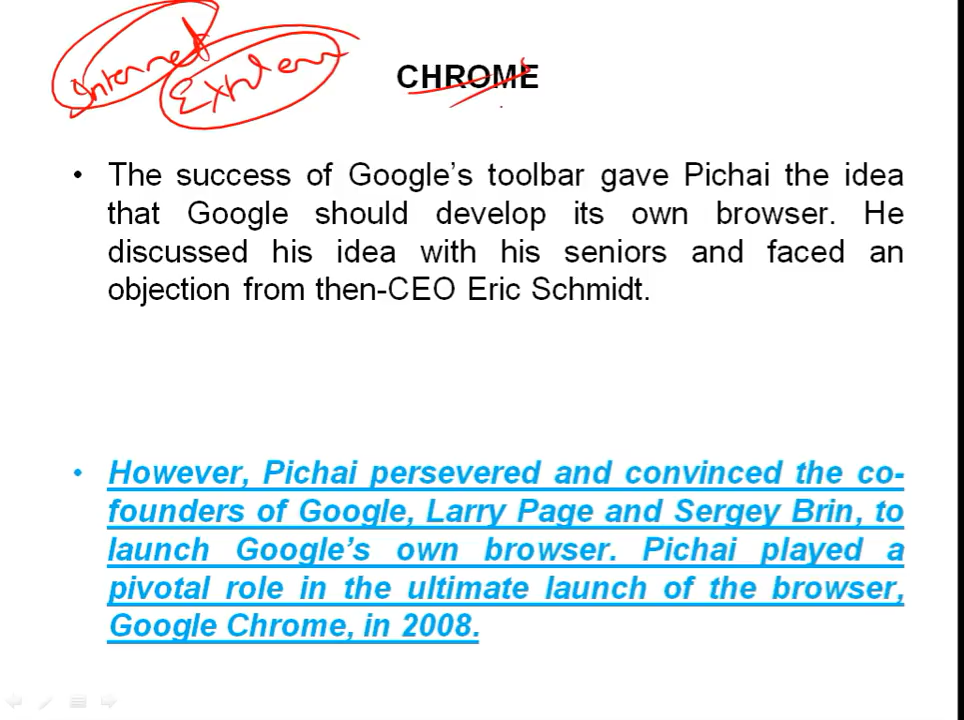 Internet
Explorer
CHROME
• The success of Google's toolbar gave Pichai the idea
that Google should develop its own browser. He
discussed his idea with his seniors and faced an
objection from then-CEO Eric Schmidt.
• However, Pichai persevered and convinced the co-
founders of Google, Larry Page and Sergey Brin, to
launch Google's own browser. Pichai played a
pivotal role in the ultimate launch of the browser,
Google Chrome, in 2008.